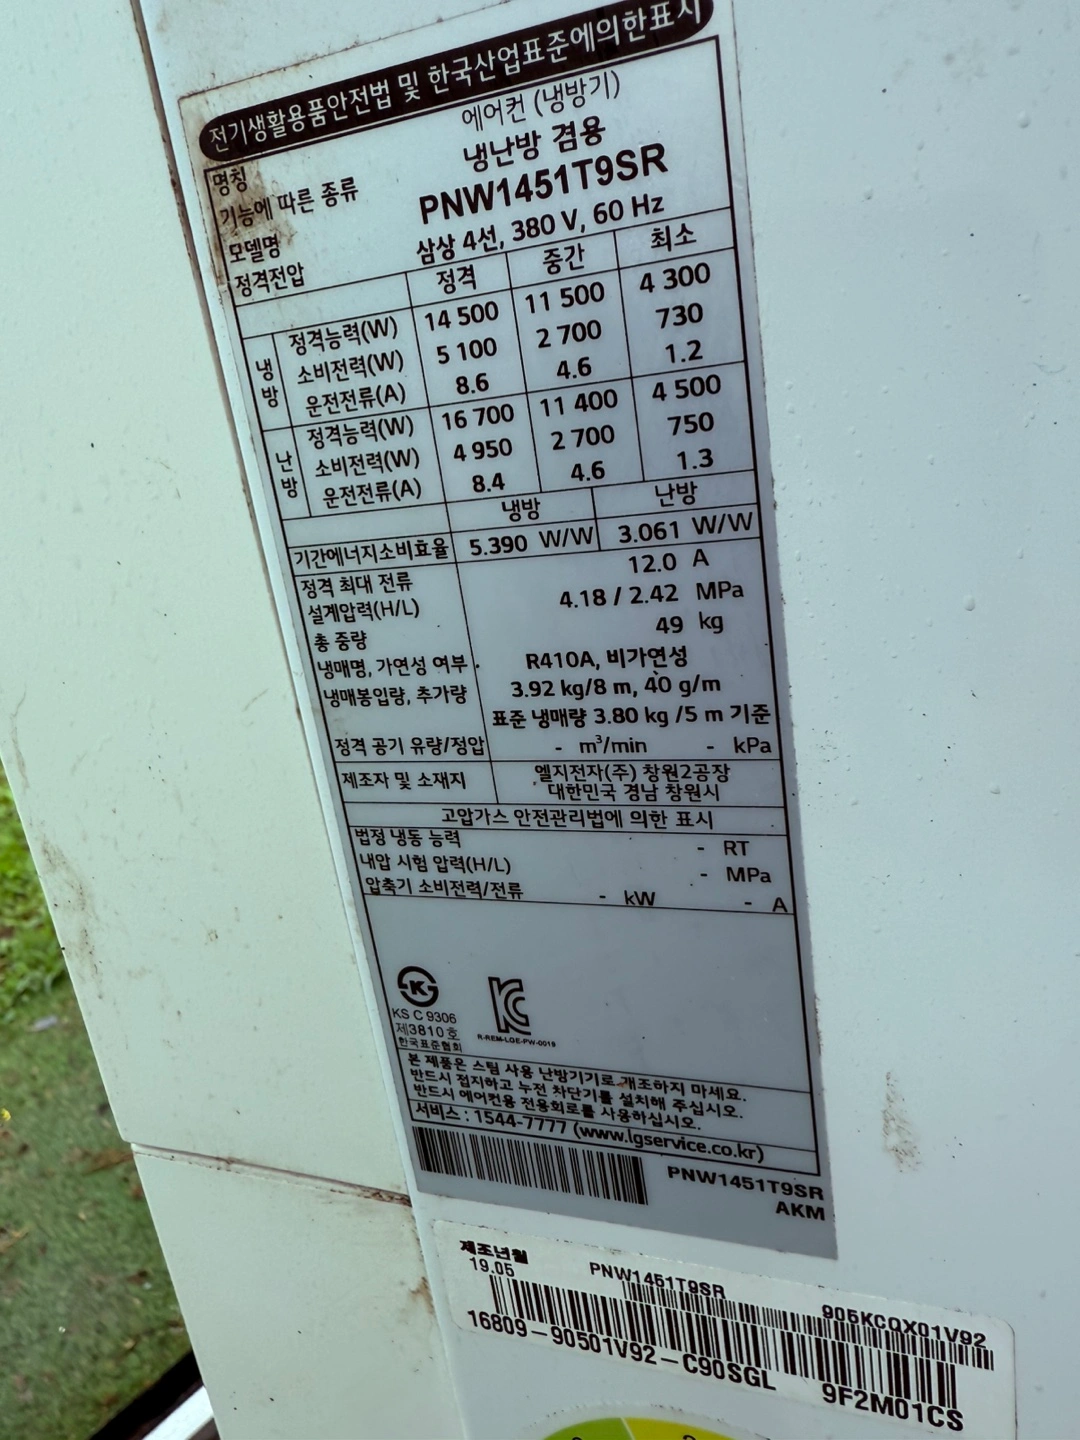 전기생활용품안전법 및 한국산업표준에의한표시
명칭 에어컨 (냉방기)
기능에 따른 종류 냉난방 겸용
모델명 PNW1451T9SR
정격전압 삼상 4선, 380 V, 60 Hz
정격 중간 최소
냉방
정격능력(W) 14 500 11 500 4 300
소비전력(W) 5 100 2 700 730
운전전류(A) 8.6 4.6 1.2
난방
정격능력(W) 16 700 11 400 4 500
소비전력(W) 4 950 2 700 750
운전전류(A) 8.4 4.6 1.3
냉방 난방
기간에너지소비효율 5.390 W/W 3.061 W/W
정격 최대 전류 12.0 A
설계압력(H/L) 4.18 / 2.42 MPa
총 중량 49 kg
냉매명, 가연성 여부 R410A, 비가연성
냉매봉입량, 추가량 3.92 kg/8 m, 40 g/m
표준 냉매량 3.80 kg /5 m 기준
정격 공기 유량/정압 - m³/min - kPa
제조자 및 소재지 엘지전자(주) 창원2공장
대한민국 경남 창원시
고압가스 안전관리법에 의한 표시
법정 냉동 능력 - RT
내압 시험 압력(H/L) - MPa
압축기 소비전력/전류 - kW - A
KS C 9306
제3810호
한국표준협회
R-REM-LGE-PW-0019
본 제품은 스팀 사용 난방기기로 개조하지 마세요.
반드시 접지하고 누전 차단기를 설치해 주십시오.
반드시 에어컨용 전용회로를 사용하십시오.
서비스 : 1544-7777 (www.lgservice.co.kr)
PNW1451T9SR
AKM
제조년월
19.05 PNW1451T9SR 905KCQX01V92
16809-90501V92-C90SGL 9F2M01CS